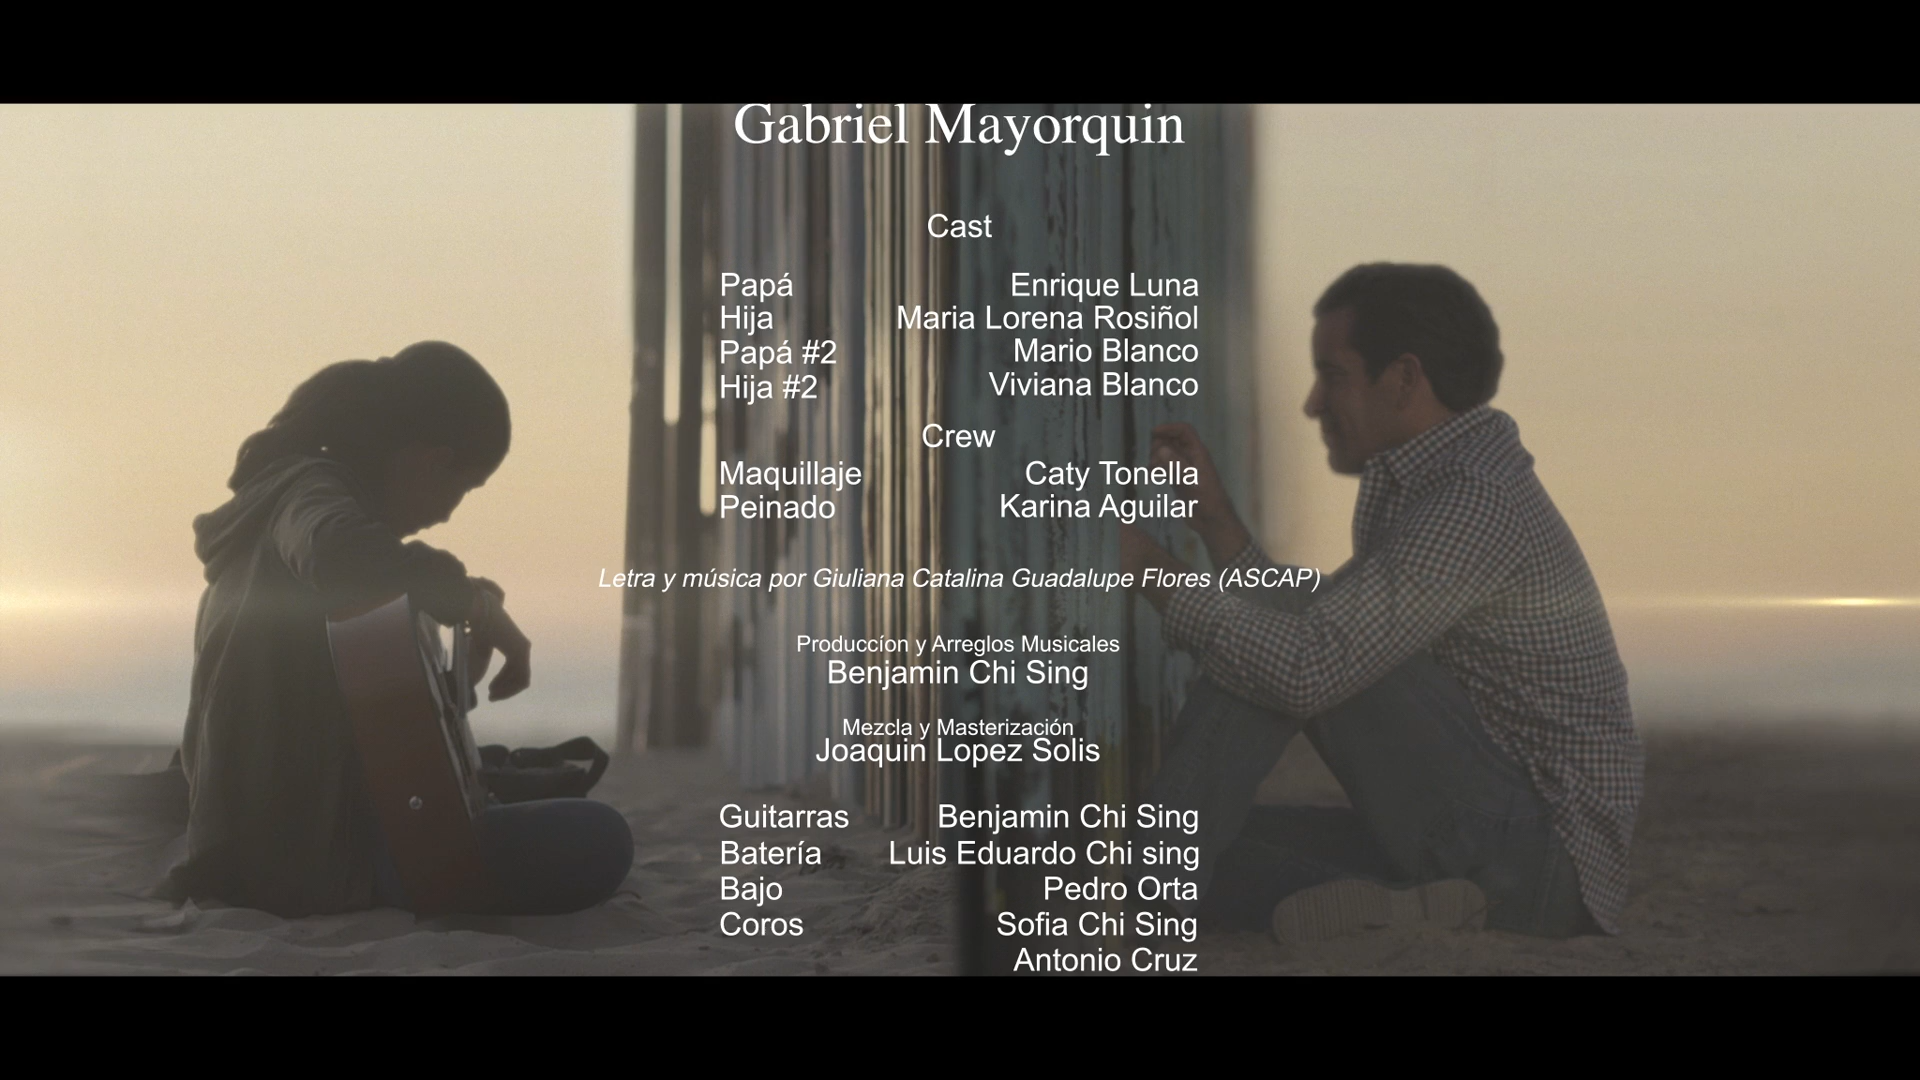 Gabriel Mayorquin
Cast
Papá Enrique Luna
Hija Maria Lorena Rosiñol
Papá #2 Mario Blanco
Hija #2 Viviana Blanco
Crew
Maquillaje Caty Tonella
Peinado Karina Aguilar
Letra y música por Giuliana Catalina Guadalupe Flores (ASCAP)
Produccíon y Arreglos Musicales
Benjamin Chi Sing
Mezcla y Masterización
Joaquin Lopez Solis
Guitarras Benjamin Chi Sing
Batería Luis Eduardo Chi sing
Bajo Pedro Orta
Coros Sofia Chi Sing
Antonio Cruz